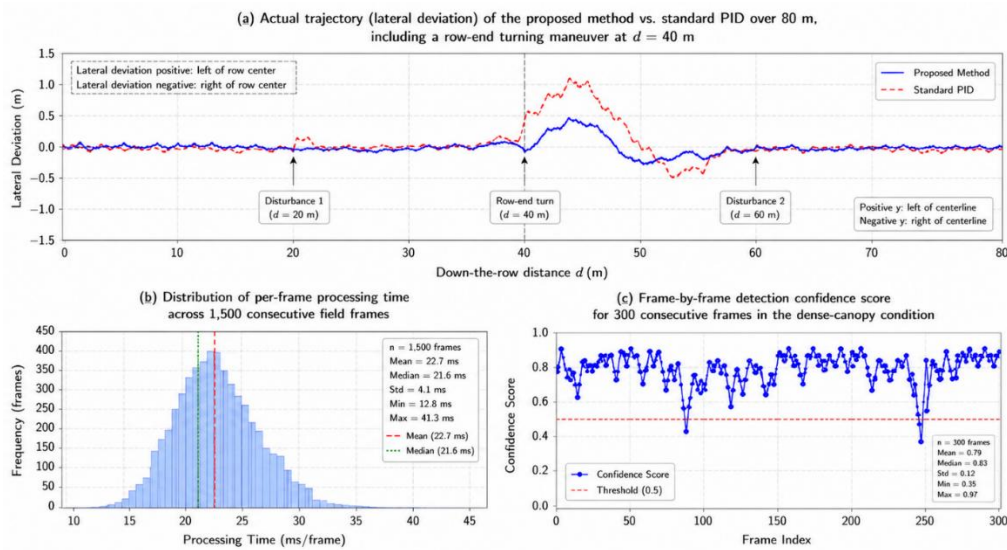 (a) Actual trajectory (lateral deviation) of the proposed method vs. standard PID over 80 m,
including a row-end turning maneuver at d = 40 m
Lateral Deviation (m)
1.5
1.0
0.5
0.0
−0.5
−1.0
−1.5
Lateral deviation positive: left of row center
Lateral deviation negative: right of row center
Proposed Method
Standard PID
Disturbance 1
(d = 20 m)
Row-end turn
(d = 40 m)
Disturbance 2
(d = 60 m)
Positive y: left of centerline
Negative y: right of centerline
0 10 20 30 40 50 60 70 80
Down-the-row distance d (m)
(b) Distribution of per-frame processing time
across 1,500 consecutive field frames
Frequency (frames)
450
400
350
300
250
200
150
100
50
0
n = 1,500 frames
Mean = 22.7 ms
Median = 21.6 ms
Std = 4.1 ms
Min = 12.8 ms
Max = 41.3 ms
Mean (22.7 ms)
Median (21.6 ms)
10 15 20 25 30 35 40 45
Processing Time (ms/frame)
(c) Frame-by-frame detection confidence score
for 300 consecutive frames in the dense-canopy condition
Confidence Score
1.0
0.8
0.6
0.4
0.2
0.0
Confidence Score
Threshold (0.5)
n = 300 frames
Mean = 0.79
Median = 0.83
Std = 0.12
Min = 0.35
Max = 0.97
0 50 100 150 200 250 300
Frame Index